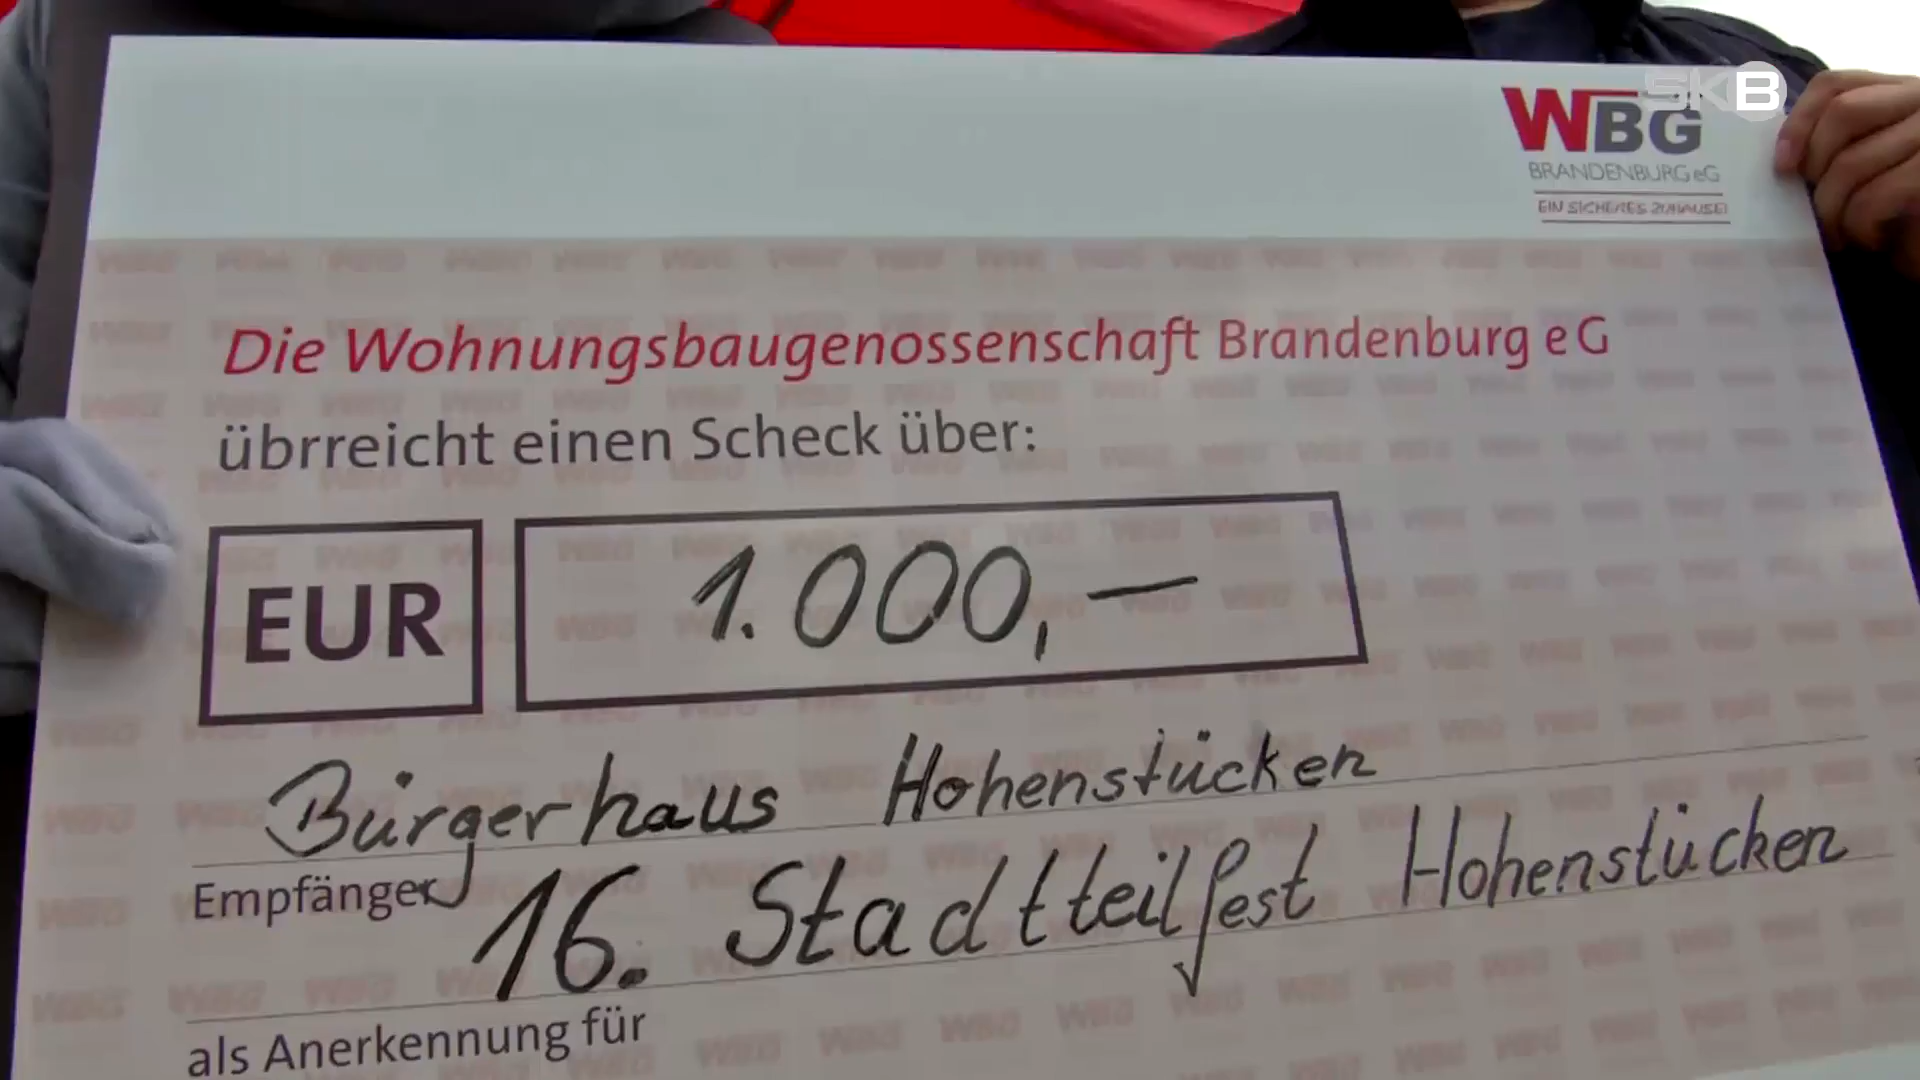 SKB
WBG
BRANDENBURG eG
EIN SICHERES ZUHAUSE!
Die Wohnungsbaugenossenschaft Brandenburg eG
übrreicht einen Scheck über:
EUR 1.000,—
Bürgerhaus Hohenstücken
Empfänger
16. Stadtteilfest Hohenstücken
als Anerkennung für